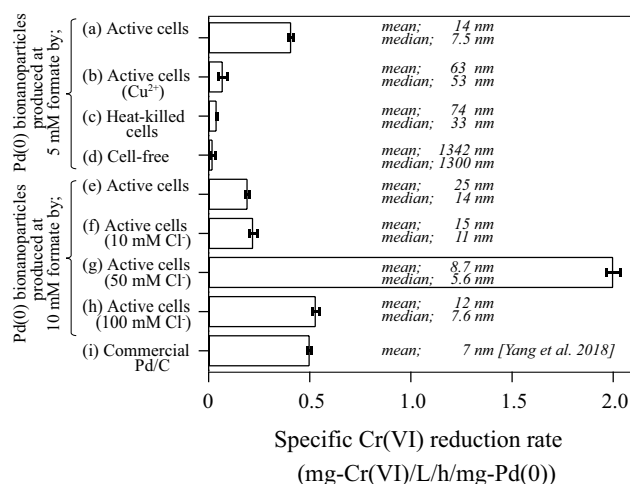 Pd(0) bionanoparticles
produced at
5 mM formate by;
(a) Active cells mean; 14 nm
median; 7.5 nm
(b) Active cells mean; 63 nm
(Cu²⁺) median; 53 nm
(c) Heat-killed mean; 74 nm
cells median; 33 nm
(d) Cell-free mean; 1342 nm
median; 1300 nm
Pd(0) bionanoparticles
produced at
10 mM formate by;
(e) Active cells mean; 25 nm
median; 14 nm
(f) Active cells mean; 15 nm
(10 mM Cl⁻) median; 11 nm
(g) Active cells mean; 8.7 nm
(50 mM Cl⁻) median; 5.6 nm
(h) Active cells mean; 12 nm
(100 mM Cl⁻) median; 7.6 nm
(i) Commercial mean; 7 nm [Yang et al. 2018]
Pd/C
0 0.5 1.0 1.5 2.0
Specific Cr(VI) reduction rate
(mg-Cr(VI)/L/h/mg-Pd(0))